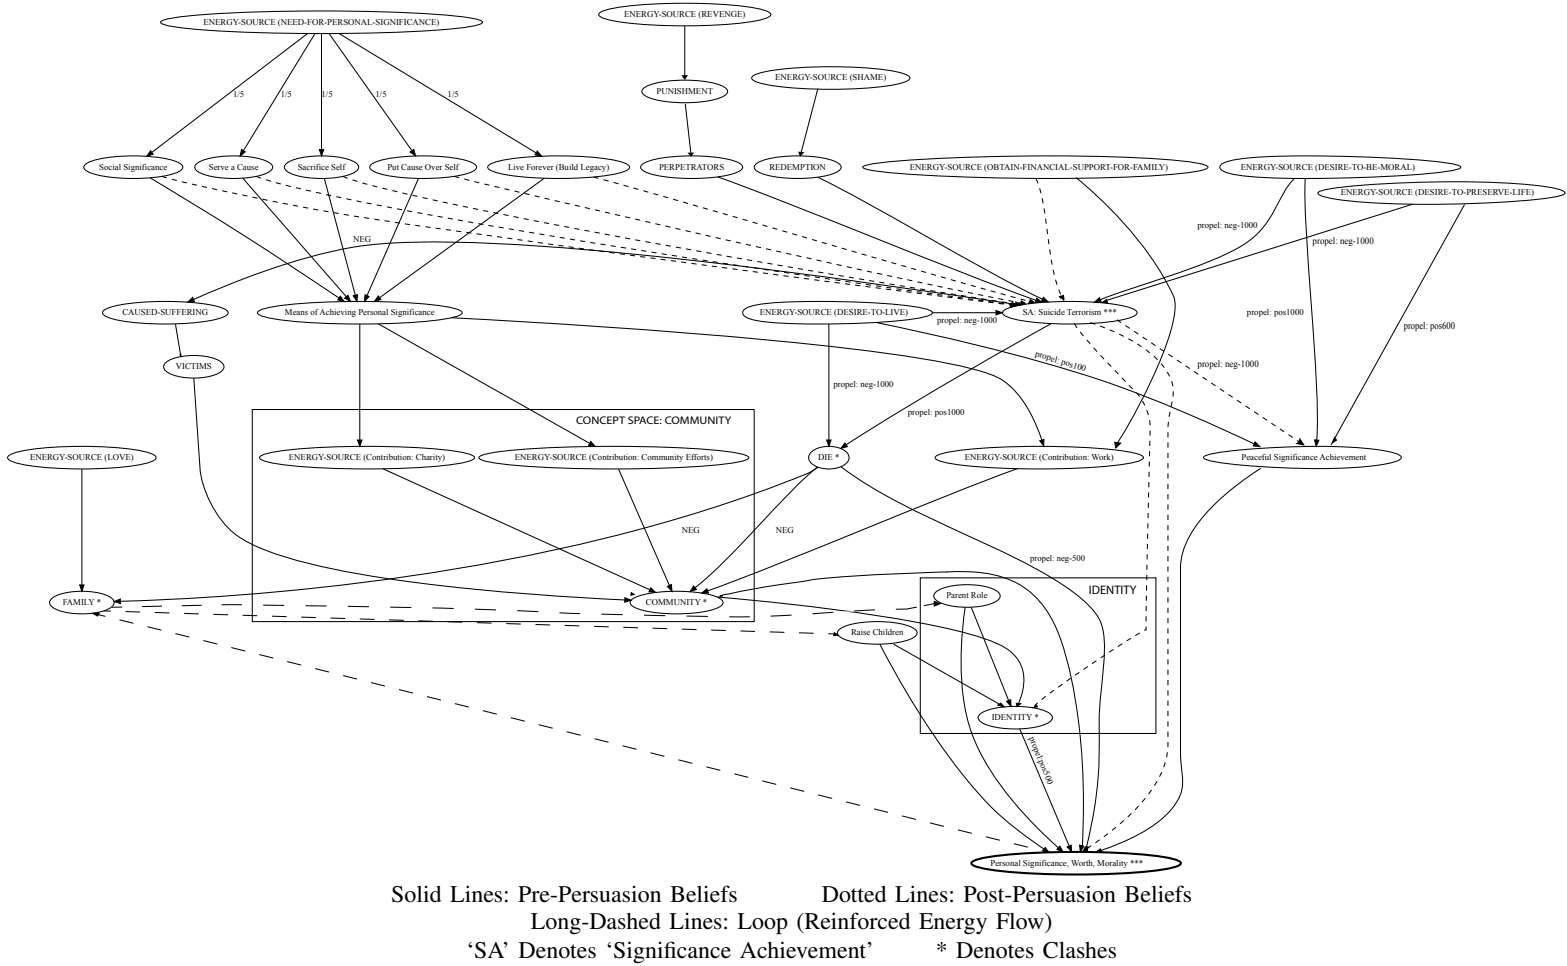 ENERGY-SOURCE (NEED-FOR-PERSONAL-SIGNIFICANCE)
ENERGY-SOURCE (REVENGE)
ENERGY-SOURCE (SHAME)
PUNISHMENT
1/5
1/5
1/5
1/5
1/5
Social Significance
Serve a Cause
Sacrifice Self
Put Cause Over Self
Live Forever (Build Legacy)
PERPETRATORS
REDEMPTION
ENERGY-SOURCE (OBTAIN-FINANCIAL-SUPPORT-FOR-FAMILY)
ENERGY-SOURCE (DESIRE-TO-BE-MORAL)
ENERGY-SOURCE (DESIRE-TO-PRESERVE-LIFE)
NEG
propel: neg-1000
propel: neg-1000
CAUSED-SUFFERING
Means of Achieving Personal Significance
ENERGY-SOURCE (DESIRE-TO-LIVE)
propel: neg-1000
SA: Suicide Terrorism ***
propel: pos1000
propel: pos600
VICTIMS
propel: pos100
propel: neg-1000
propel: neg-1000
propel: pos1000
CONCEPT SPACE: COMMUNITY
ENERGY-SOURCE (LOVE)
ENERGY-SOURCE (Contribution: Charity)
ENERGY-SOURCE (Contribution: Community Efforts)
DIE *
ENERGY-SOURCE (Contribution: Work)
Peaceful Significance Achievement
NEG
NEG
propel: neg-500
IDENTITY
FAMILY *
COMMUNITY *
Parent Role
Raise Children
IDENTITY *
propel:pos500
Personal Significance, Worth, Morality ***
Solid Lines: Pre-Persuasion Beliefs Dotted Lines: Post-Persuasion Beliefs
Long-Dashed Lines: Loop (Reinforced Energy Flow)
‘SA’ Denotes ‘Significance Achievement’ * Denotes Clashes